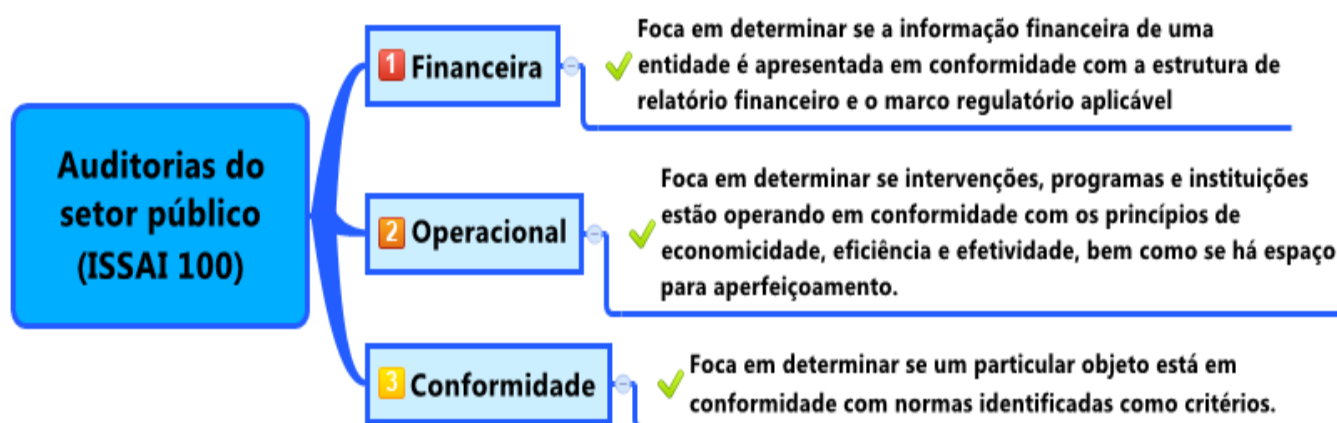 Auditorias do
setor público
(ISSAI 100)
1 Financeira
Foca em determinar se a informação financeira de uma
entidade é apresentada em conformidade com a estrutura de
relatório financeiro e o marco regulatório aplicável
2 Operacional
Foca em determinar se intervenções, programas e instituições
estão operando em conformidade com os princípios de
economicidade, eficiência e efetividade, bem como se há espaço
para aperfeiçoamento.
3 Conformidade
Foca em determinar se um particular objeto está em
conformidade com normas identificadas como critérios.